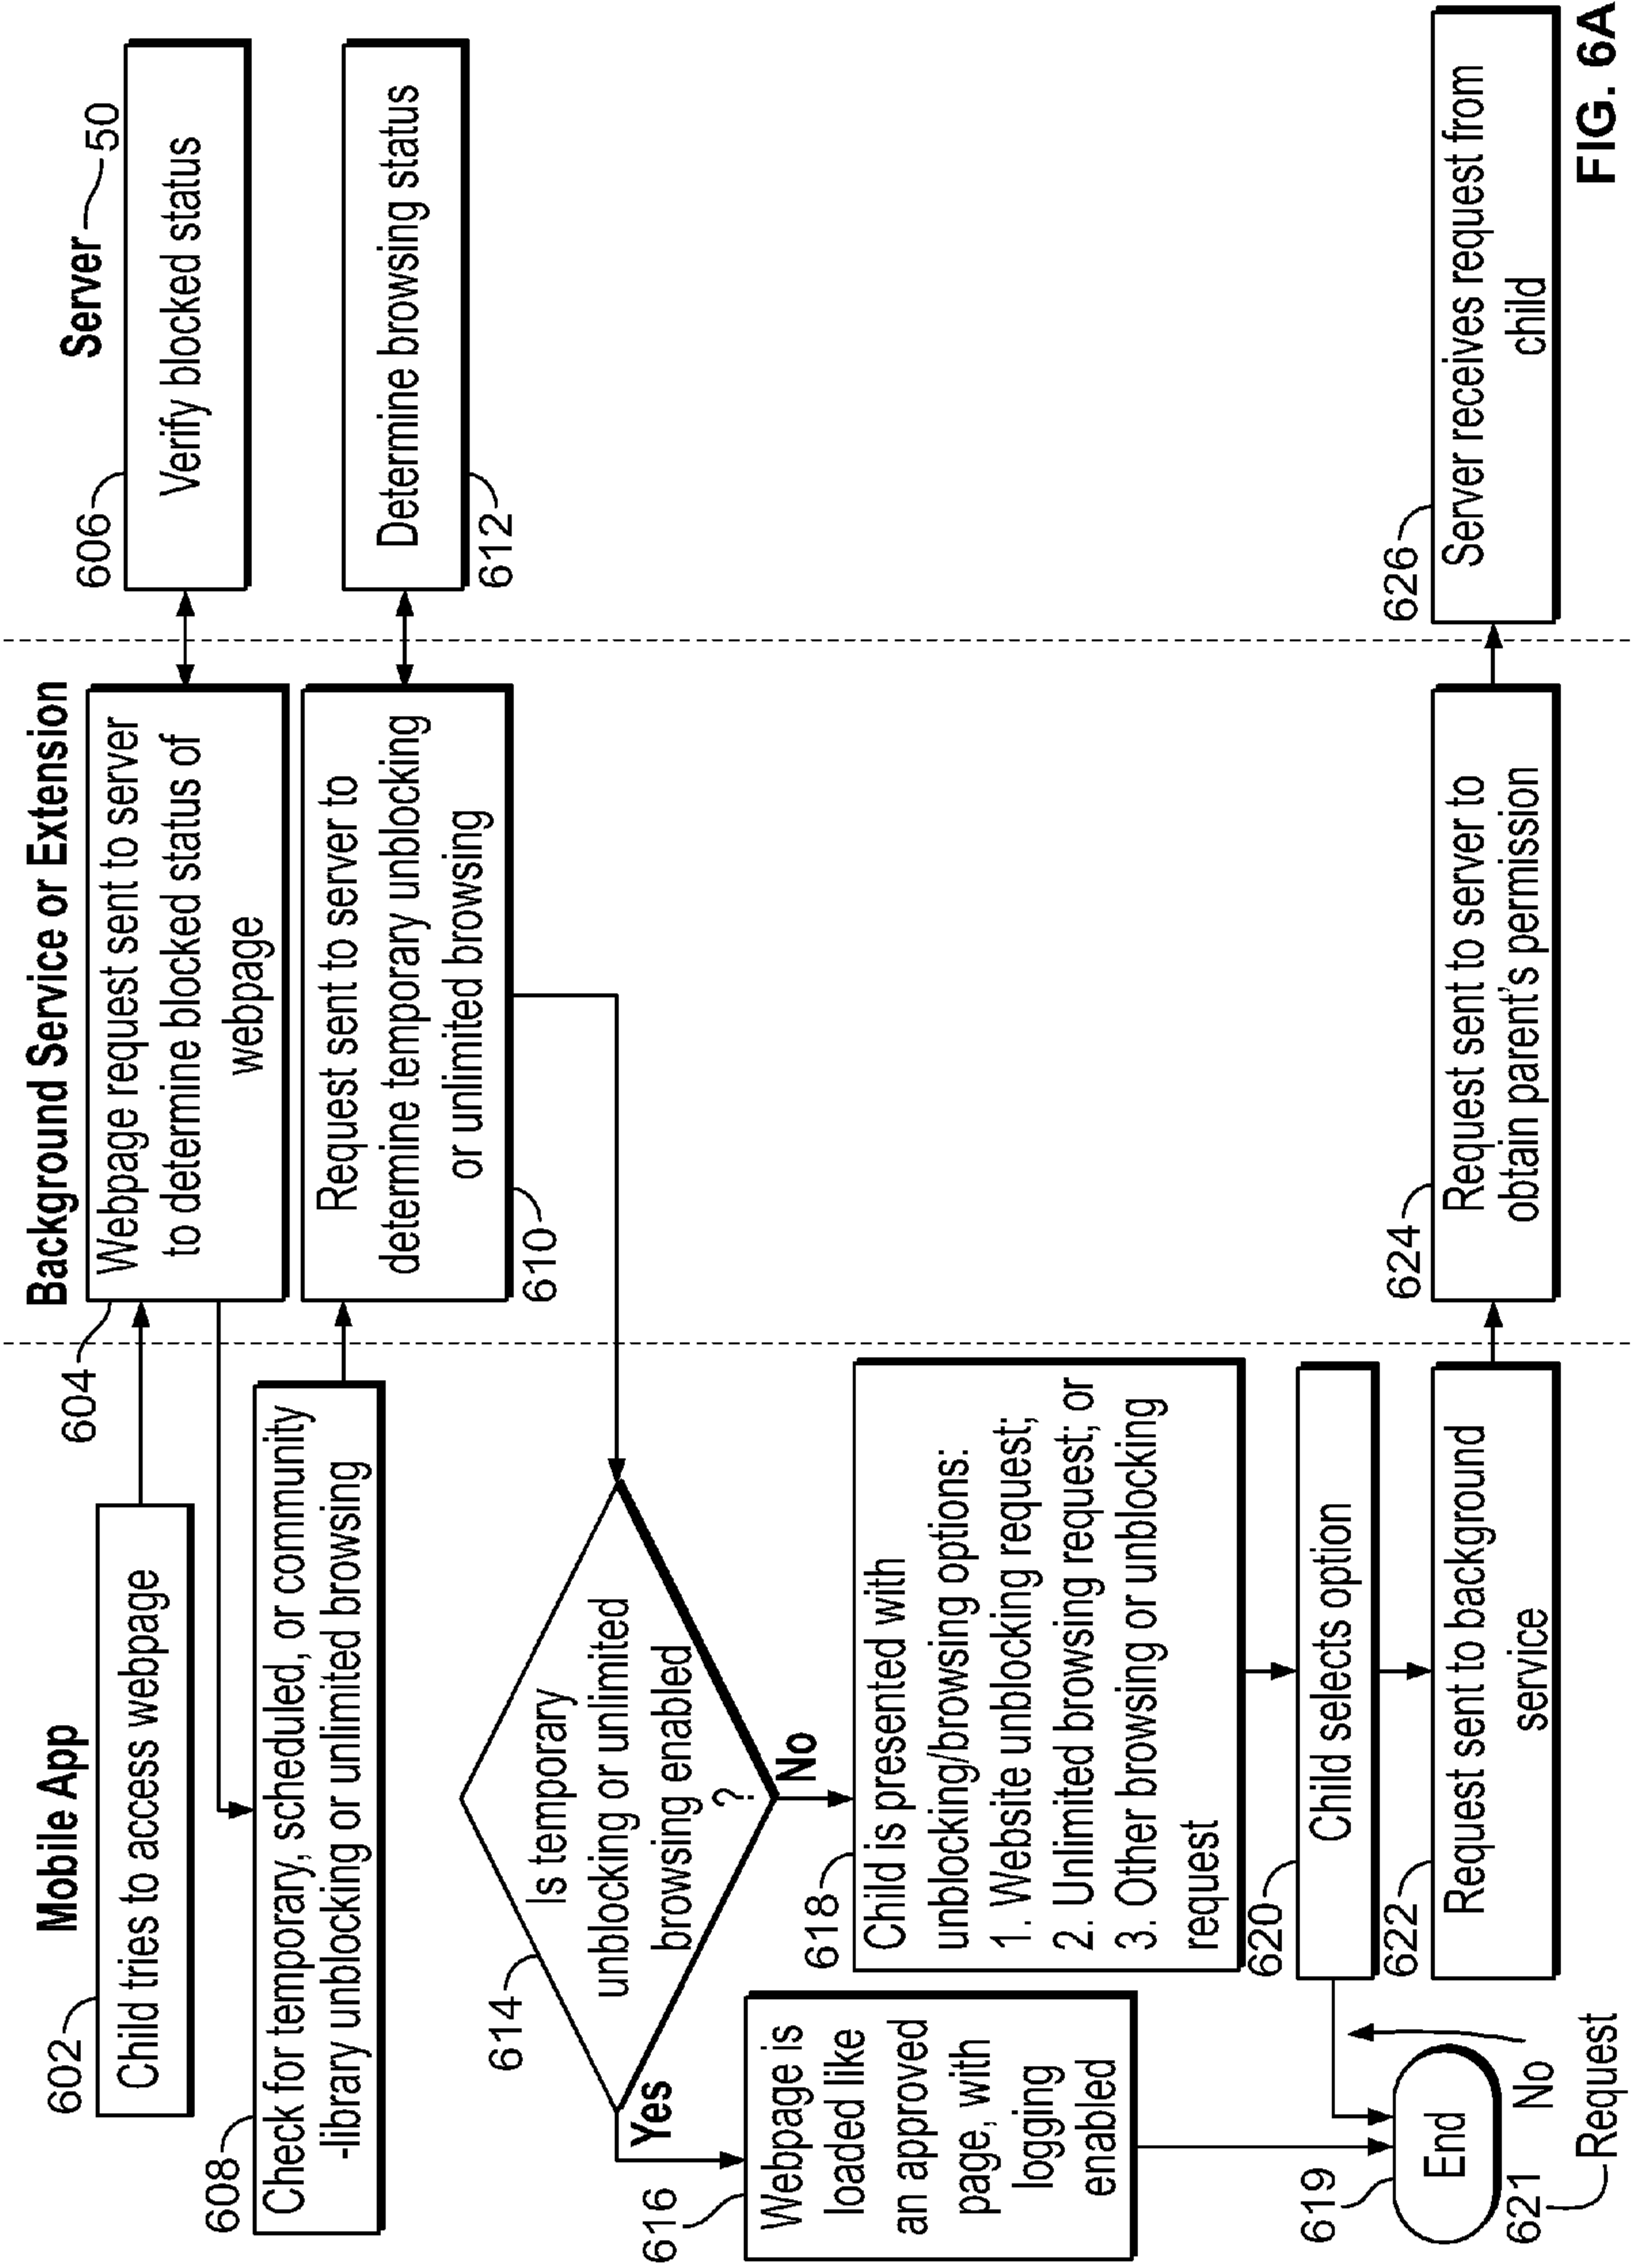 Mobile App
Background Service or Extension
Server
50
602
Child tries to access webpage
604
Webpage request sent to server
to determine blocked status of
webpage
606
Verify blocked status
608
Check for temporary, scheduled, or community
-library unblocking or unlimited browsing
610
Request sent to server to
determine temporary unblocking
or unlimited browsing
612
Determine browsing status
614
Is temporary
unblocking or unlimited
browsing enabled
?
Yes
No
616
Webpage is
loaded like
an approved
page, with
logging
enabled
618
Child is presented with
unblocking/browsing options:
1. Website unblocking request;
2. Unlimited browsing request; or
3. Other browsing or unblocking
request
619
End
620
Child selects option
621
No
Request
622
Request sent to background
service
624
Request sent to server to
obtain parent's permission
626
Server receives request from
child
FIG. 6A